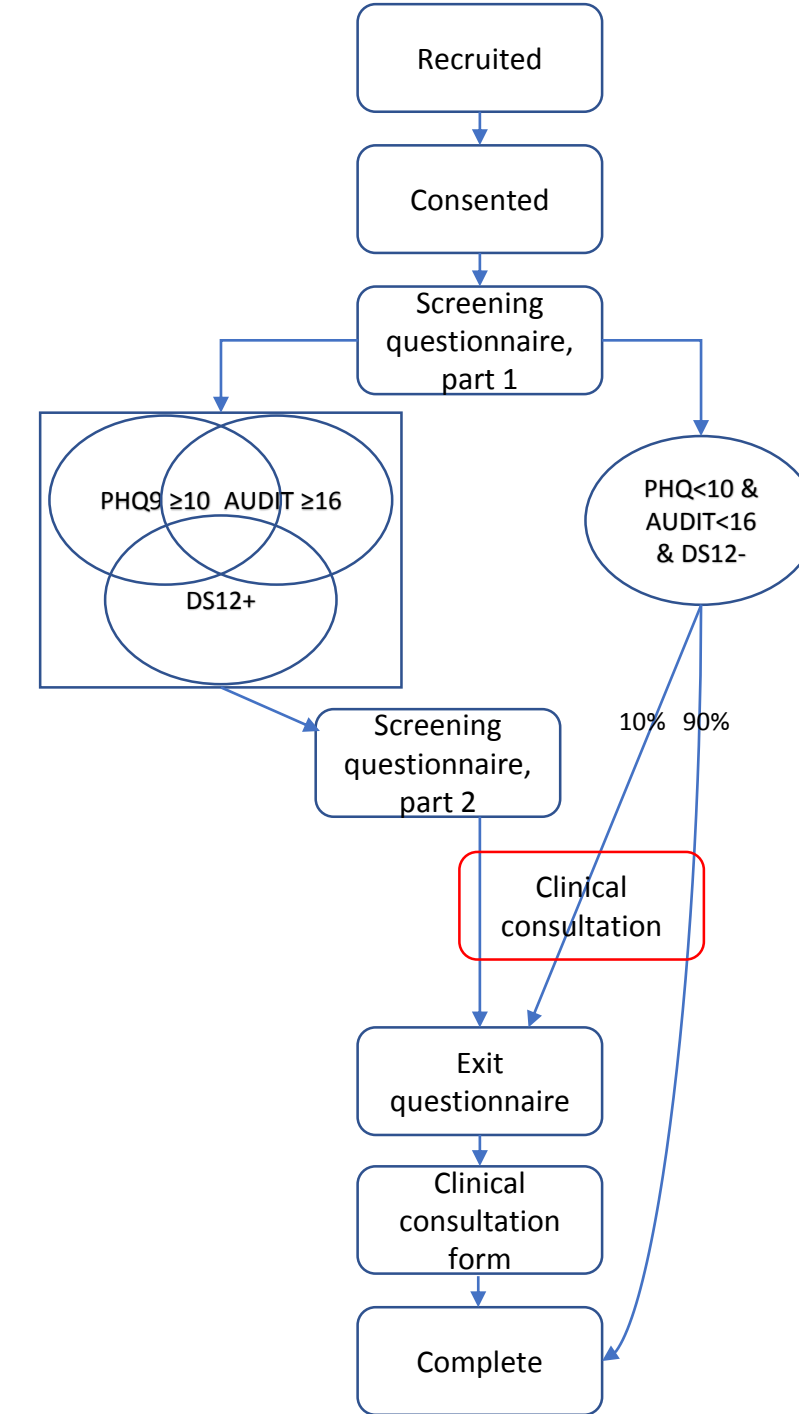 Recruited
Consented
Screening
questionnaire,
part 1
PHQ9 ≥10 AUDIT ≥16
DS12+
PHQ<10 &
AUDIT<16
& DS12-
Screening
questionnaire,
part 2
10% 90%
Clinical
consultation
Exit
questionnaire
Clinical
consultation
form
Complete